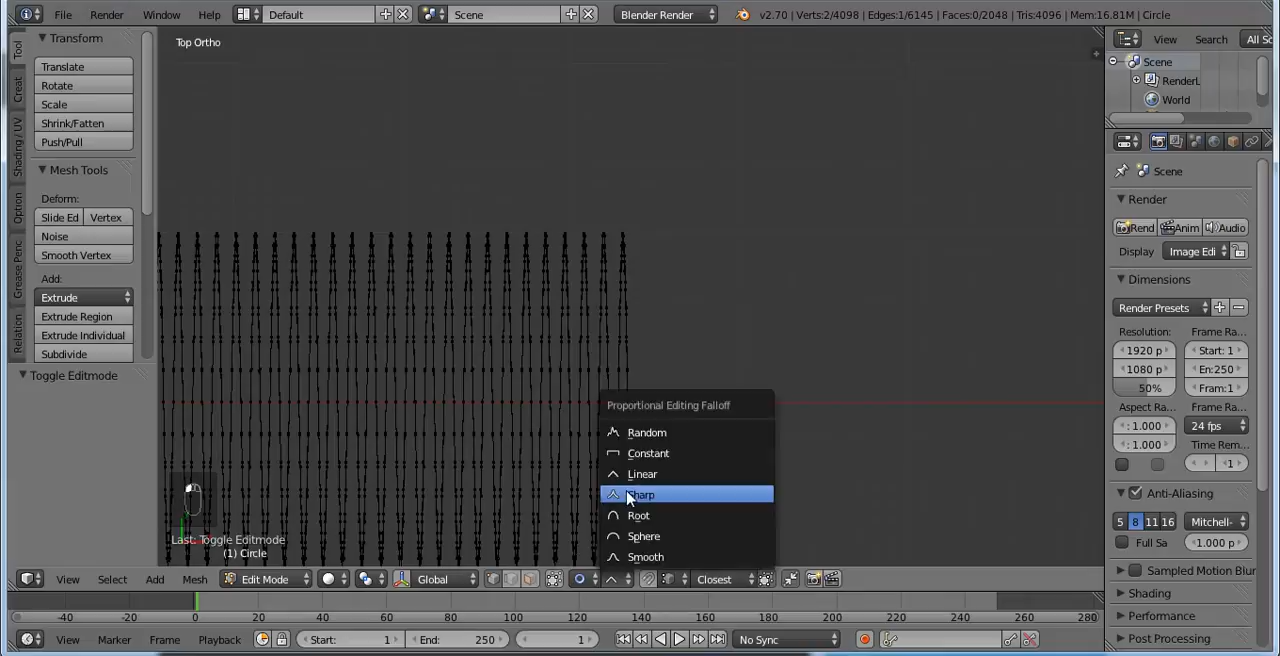 File Render Window Help Default Scene Blender Render v2.70 | Verts:2/4098 | Edges:1/6145 | Faces:0/2048 | Tris:4096 | Mem:16.81M | Circle
Tool
Creat
Shading / UV
Option
Grease Penc
Relation
Transform
Translate
Rotate
Scale
Shrink/Fatten
Push/Pull
Mesh Tools
Deform:
Slide Ed Vertex
Noise
Smooth Vertex
Add:
Extrude
Extrude Region
Extrude Individual
Subdivide
Toggle Editmode
Top Ortho
Last: Toggle Editmode
(1) Circle
Proportional Editing Falloff
Random
Constant
Linear
Sharp
Root
Sphere
Smooth
View Select Add Mesh Edit Mode Global Closest
-40 -20 0 20 40 60 80 100 120 140 160 180 200 220 240 260 280
View Marker Frame Playback Start: 1 End: 250 1 No Sync
View Search All Sc
Scene
RenderL
World
Scene
Render
Rend Anim Audio
Display Image Edi
Dimensions
Render Presets
Resolution: Frame Ra...
1920 p Start: 1
1080 p En:250
50% Fram:1
Aspect Ra... Frame Ra...
: 1.000 24 fps
: 1.000 Time Rem...
1
Anti-Aliasing
5 8 11 16 Mitchell-
Full Sa 1.000 p
Sampled Motion Blur
Shading
Performance
Post Processing